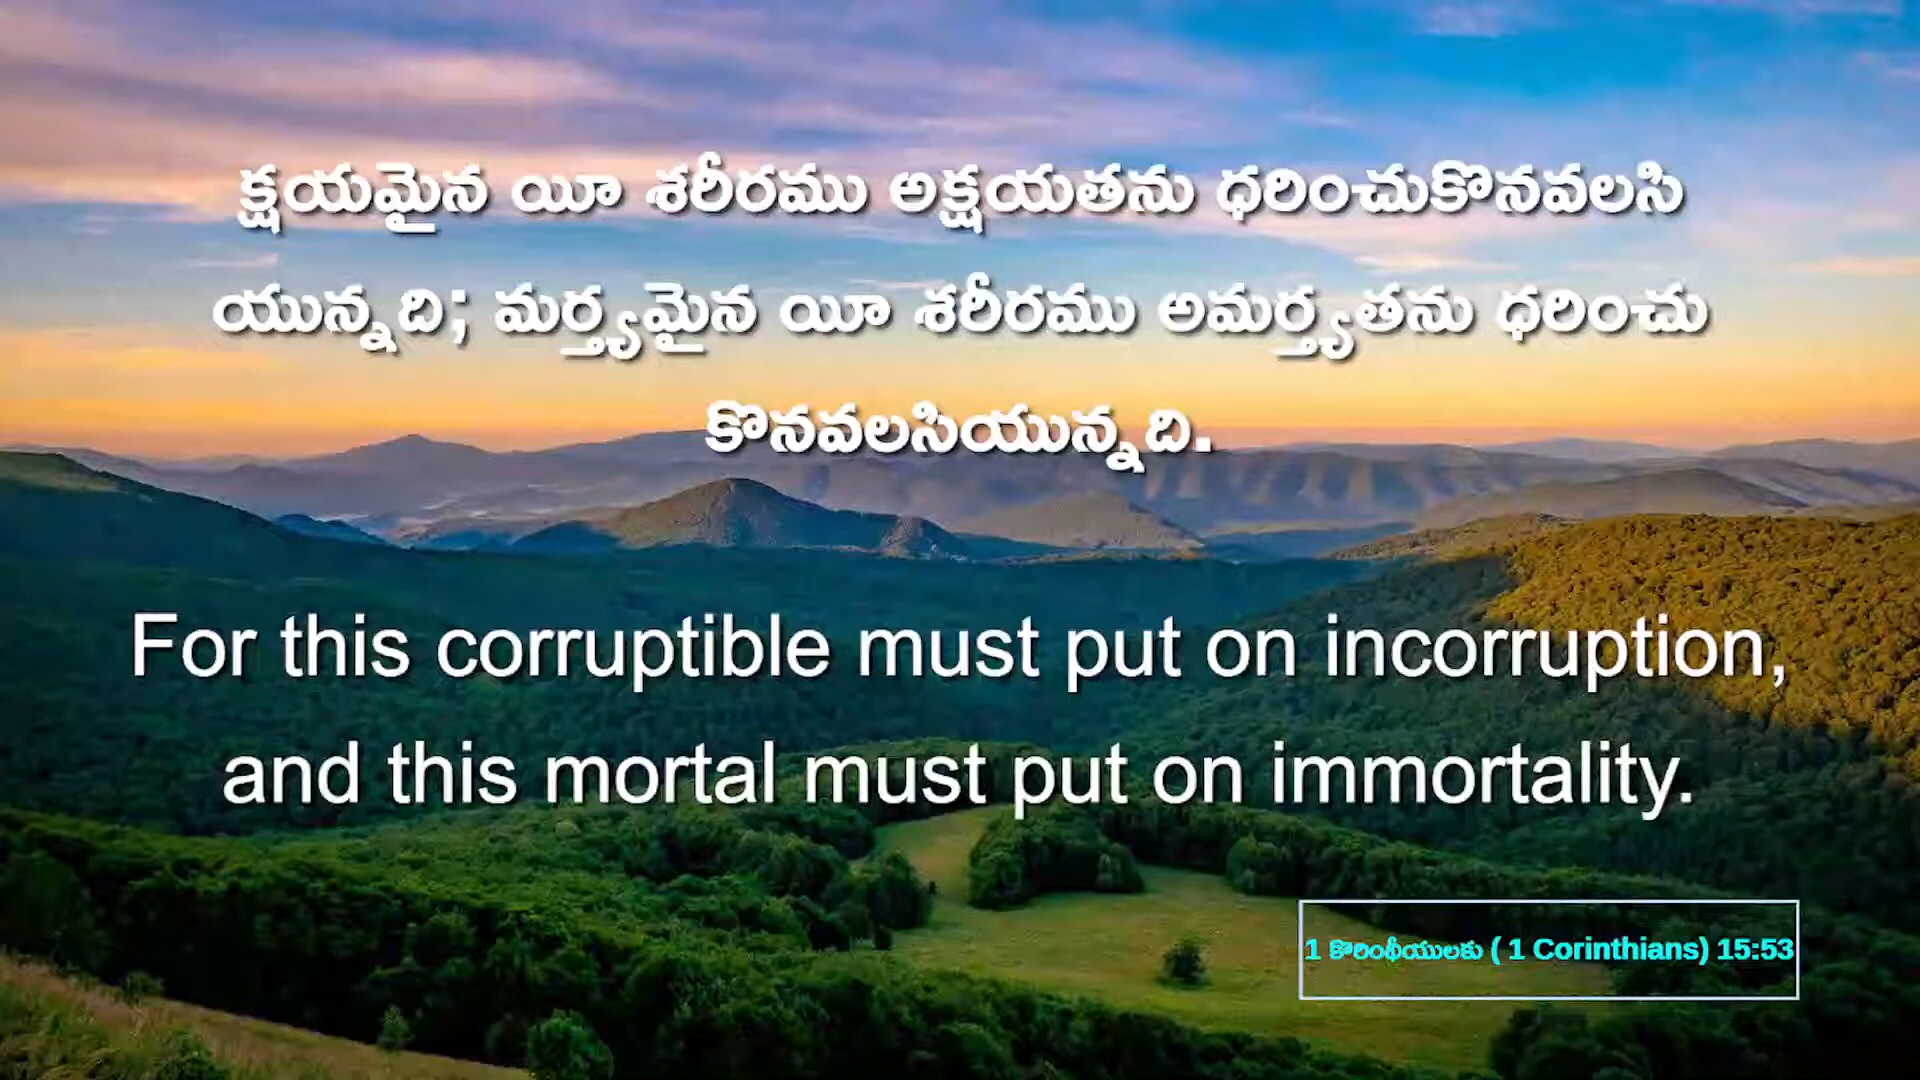 క్షయమైన యీ శరీరము అక్షయతను ధరించుకొనవలసి
యున్నది; మర్త్యమైన యీ శరీరము అమర్త్యతను ధరించు
కొనవలసియున్నది.
For this corruptible must put on incorruption,
and this mortal must put on immortality.
1 కొరింథీయులకు ( 1 Corinthians) 15:53